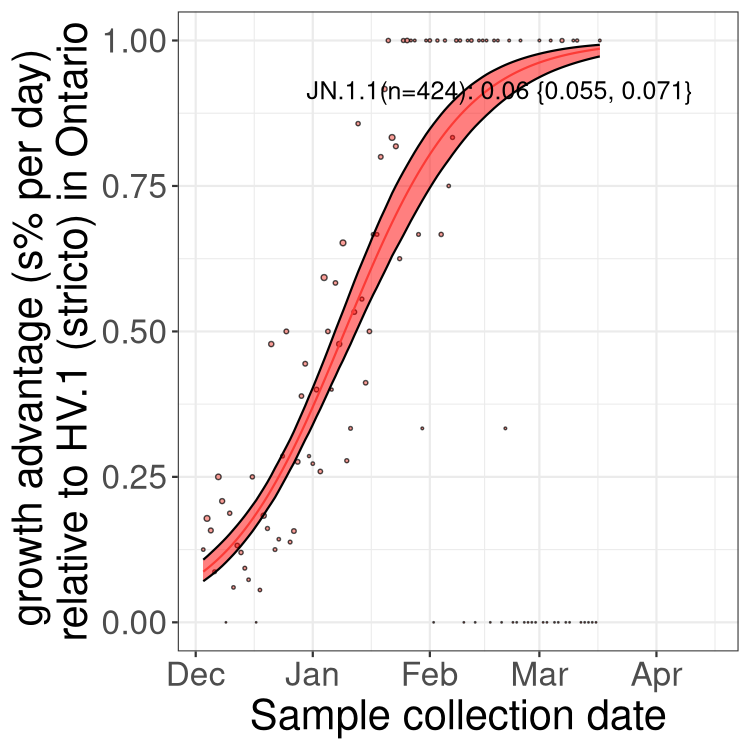 growth advantage (s% per day)
relative to HV.1 (stricto) in Ontario
1.00
0.75
0.50
0.25
0.00
JN.1.1(n=424): 0.06 {0.055, 0.071}
Dec Jan Feb Mar Apr
Sample collection date